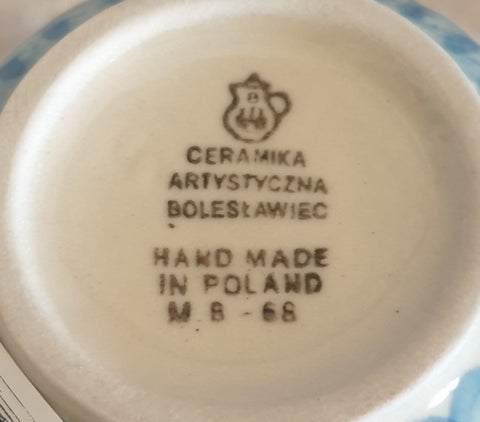 CERAMIKA
ARTYSTYCZNA
BOLESŁAWIEC
HAND MADE
IN POLAND
M B - 68